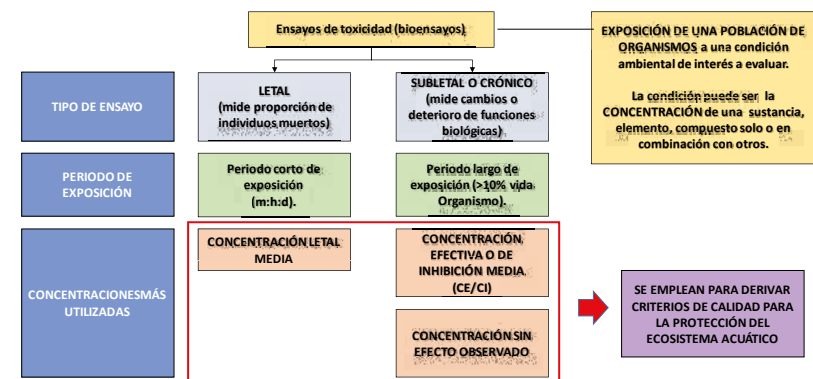 Ensayos de toxicidad (bioensayos)
EXPOSICIÓN DE UNA POBLACIÓN DE
ORGANISMOS a una condición
ambiental de interés a evaluar.
La condición puede ser la
CONCENTRACIÓN de una sustancia,
elemento, compuesto solo o en
combinación con otros.
TIPO DE ENSAYO
LETAL
(mide proporción de
individuos muertos)
SUBLETAL O CRÓNICO
(mide cambios o
deterioro de funciones
biológicas)
PERIODO DE
EXPOSICIÓN
Periodo corto de
exposición
(m:h:d).
Periodo largo de
exposición (>10% vida
Organismo).
CONCENTRACIONESMÁS
UTILIZADAS
CONCENTRACIÓN LETAL
MEDIA
CONCENTRACIÓN
EFECTIVA O DE
INHIBICIÓN MEDIA
(CE/CI)
CONCENTRACIÓN SIN
EFECTO OBSERVADO
SE EMPLEAN PARA DERIVAR
CRITERIOS DE CALIDAD PARA
LA PROTECCIÓN DEL
ECOSISTEMA ACUÁTICO